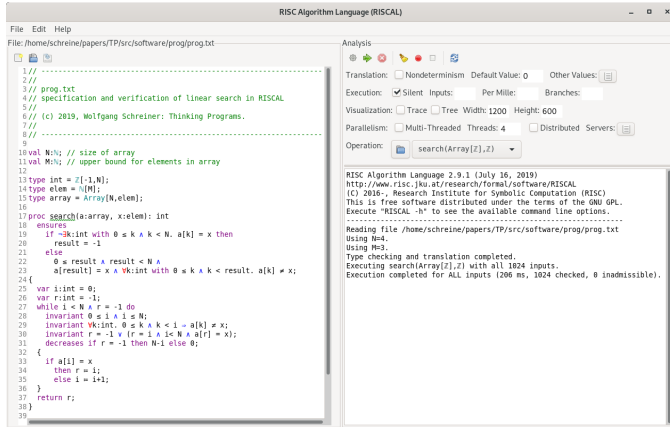 RISC Algorithm Language (RISCAL)
File Edit Help
File: /home/schreine/papers/TP/src/software/prog/prog.txt
1 // ------------------------------------------------------------------
2 //
3 // prog.txt
4 // specification and verification of linear search in RISCAL
5 //
6 // (c) 2019, Wolfgang Schreiner: Thinking Programs.
7 //
8 // ------------------------------------------------------------------
9
10 val N:ℕ; // size of array
11 val M:ℕ; // upper bound for elements in array
12
13 type int = ℤ[-1,N];
14 type elem = ℕ[M];
15 type array = Array[N,elem];
16
17 proc search(a:array, x:elem): int
18 ensures
19 if ¬∃k:int with 0 ≤ k ∧ k < N. a[k] = x then
20 result = -1
21 else
22 0 ≤ result ∧ result < N ∧
23 a[result] = x ∧ ∀k:int with 0 ≤ k ∧ k < result. a[k] ≠ x;
24 {
25 var i:int = 0;
26 var r:int = -1;
27 while i < N ∧ r = -1 do
28 invariant 0 ≤ i ∧ i ≤ N;
29 invariant ∀k:int. 0 ≤ k ∧ k < i ⇒ a[k] ≠ x;
30 invariant r = -1 ∨ (r = i ∧ i< N ∧ a[r] = x);
31 decreases if r = -1 then N-i else 0;
32 {
33 if a[i] = x
34 then r ≔ i;
35 else i ≔ i+1;
36 }
37 return r;
38 }
39
Analysis
Translation: Nondeterminism Default Value: 0 Other Values:
Execution: Silent Inputs: Per Mille: Branches:
Visualization: Trace Tree Width: 1200 Height: 600
Parallelism: Multi-Threaded Threads: 4 Distributed Servers:
Operation: search(Array[ℤ],ℤ)
RISC Algorithm Language 2.9.1 (July 16, 2019)
http://www.risc.jku.at/research/formal/software/RISCAL
(C) 2016-, Research Institute for Symbolic Computation (RISC)
This is free software distributed under the terms of the GNU GPL.
Execute "RISCAL -h" to see the available command line options.
-----------------------------------------------------------------
Reading file /home/schreine/papers/TP/src/software/prog/prog.txt
Using N=4.
Using M=3.
Type checking and translation completed.
Executing search(Array[ℤ],ℤ) with all 1024 inputs.
Execution completed for ALL inputs (206 ms, 1024 checked, 0 inadmissible).